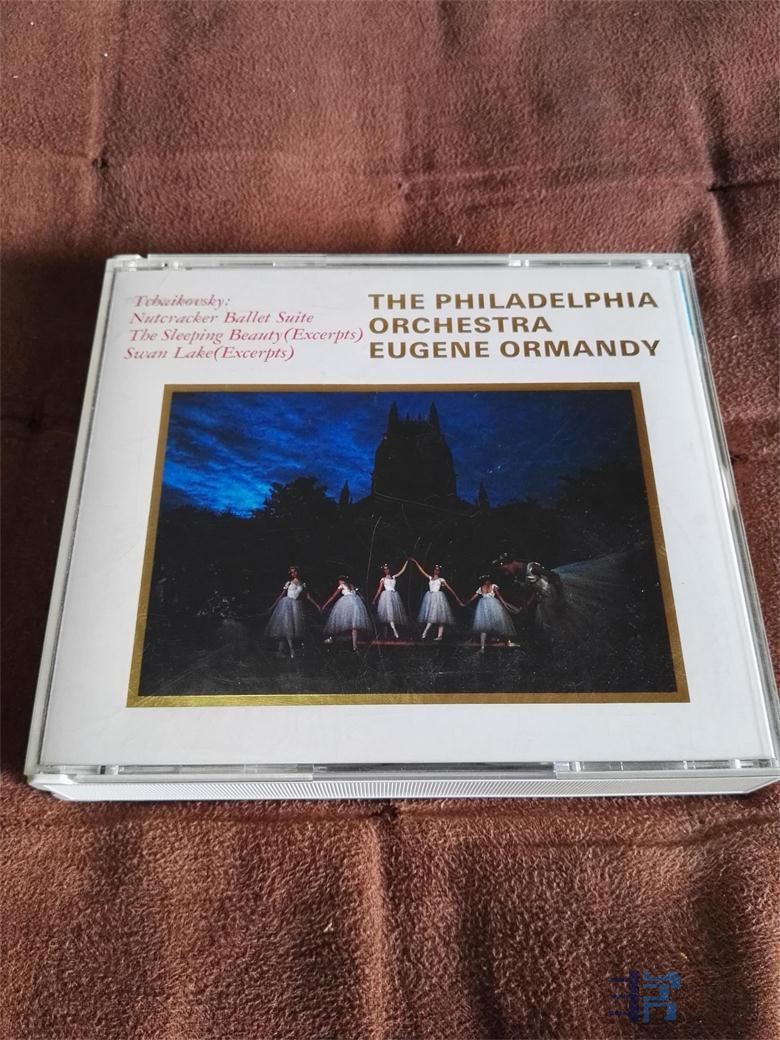 Tchaikovsky:
Nutcracker Ballet Suite
The Sleeping Beauty(Excerpts)
Swan Lake(Excerpts)
THE PHILADELPHIA
ORCHESTRA
EUGENE ORMANDY